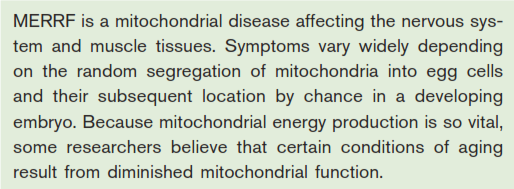 MERRF is a mitochondrial disease affecting the nervous sys-
tem and muscle tissues. Symptoms vary widely depending
on the random segregation of mitochondria into egg cells
and their subsequent location by chance in a developing
embryo. Because mitochondrial energy production is so vital,
some researchers believe that certain conditions of aging
result from diminished mitochondrial function.